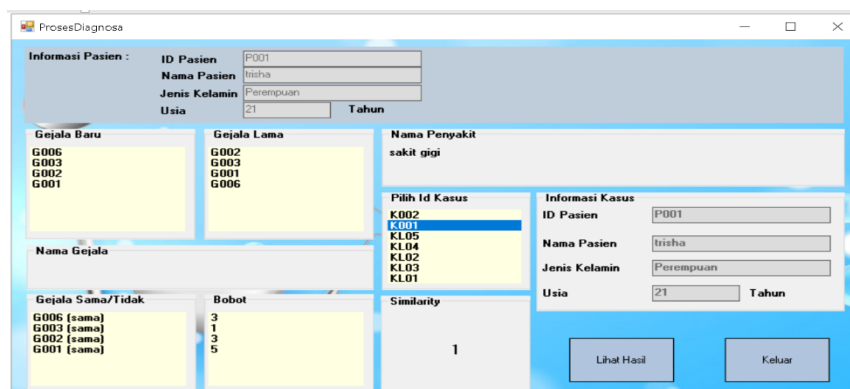 ProsesDiagnosa
Informasi Pasien :
ID Pasien P001
Nama Pasien trisha
Jenis Kelamin Perempuan
Usia 21 Tahun
Gejala Baru
G006
G003
G002
G001
Gejala Lama
G002
G003
G001
G006
Nama Penyakit
sakit gigi
Pilih Id Kasus
K002
K001
KL05
KL04
KL02
KL03
KL01
Informasi Kasus
ID Pasien P001
Nama Pasien trisha
Jenis Kelamin Perempuan
Usia 21 Tahun
Nama Gejala
Gejala Sama/Tidak
G006 (sama)
G003 (sama)
G002 (sama)
G001 (sama)
Bobot
3
1
3
5
Similarity
1
Lihat Hasil
Keluar